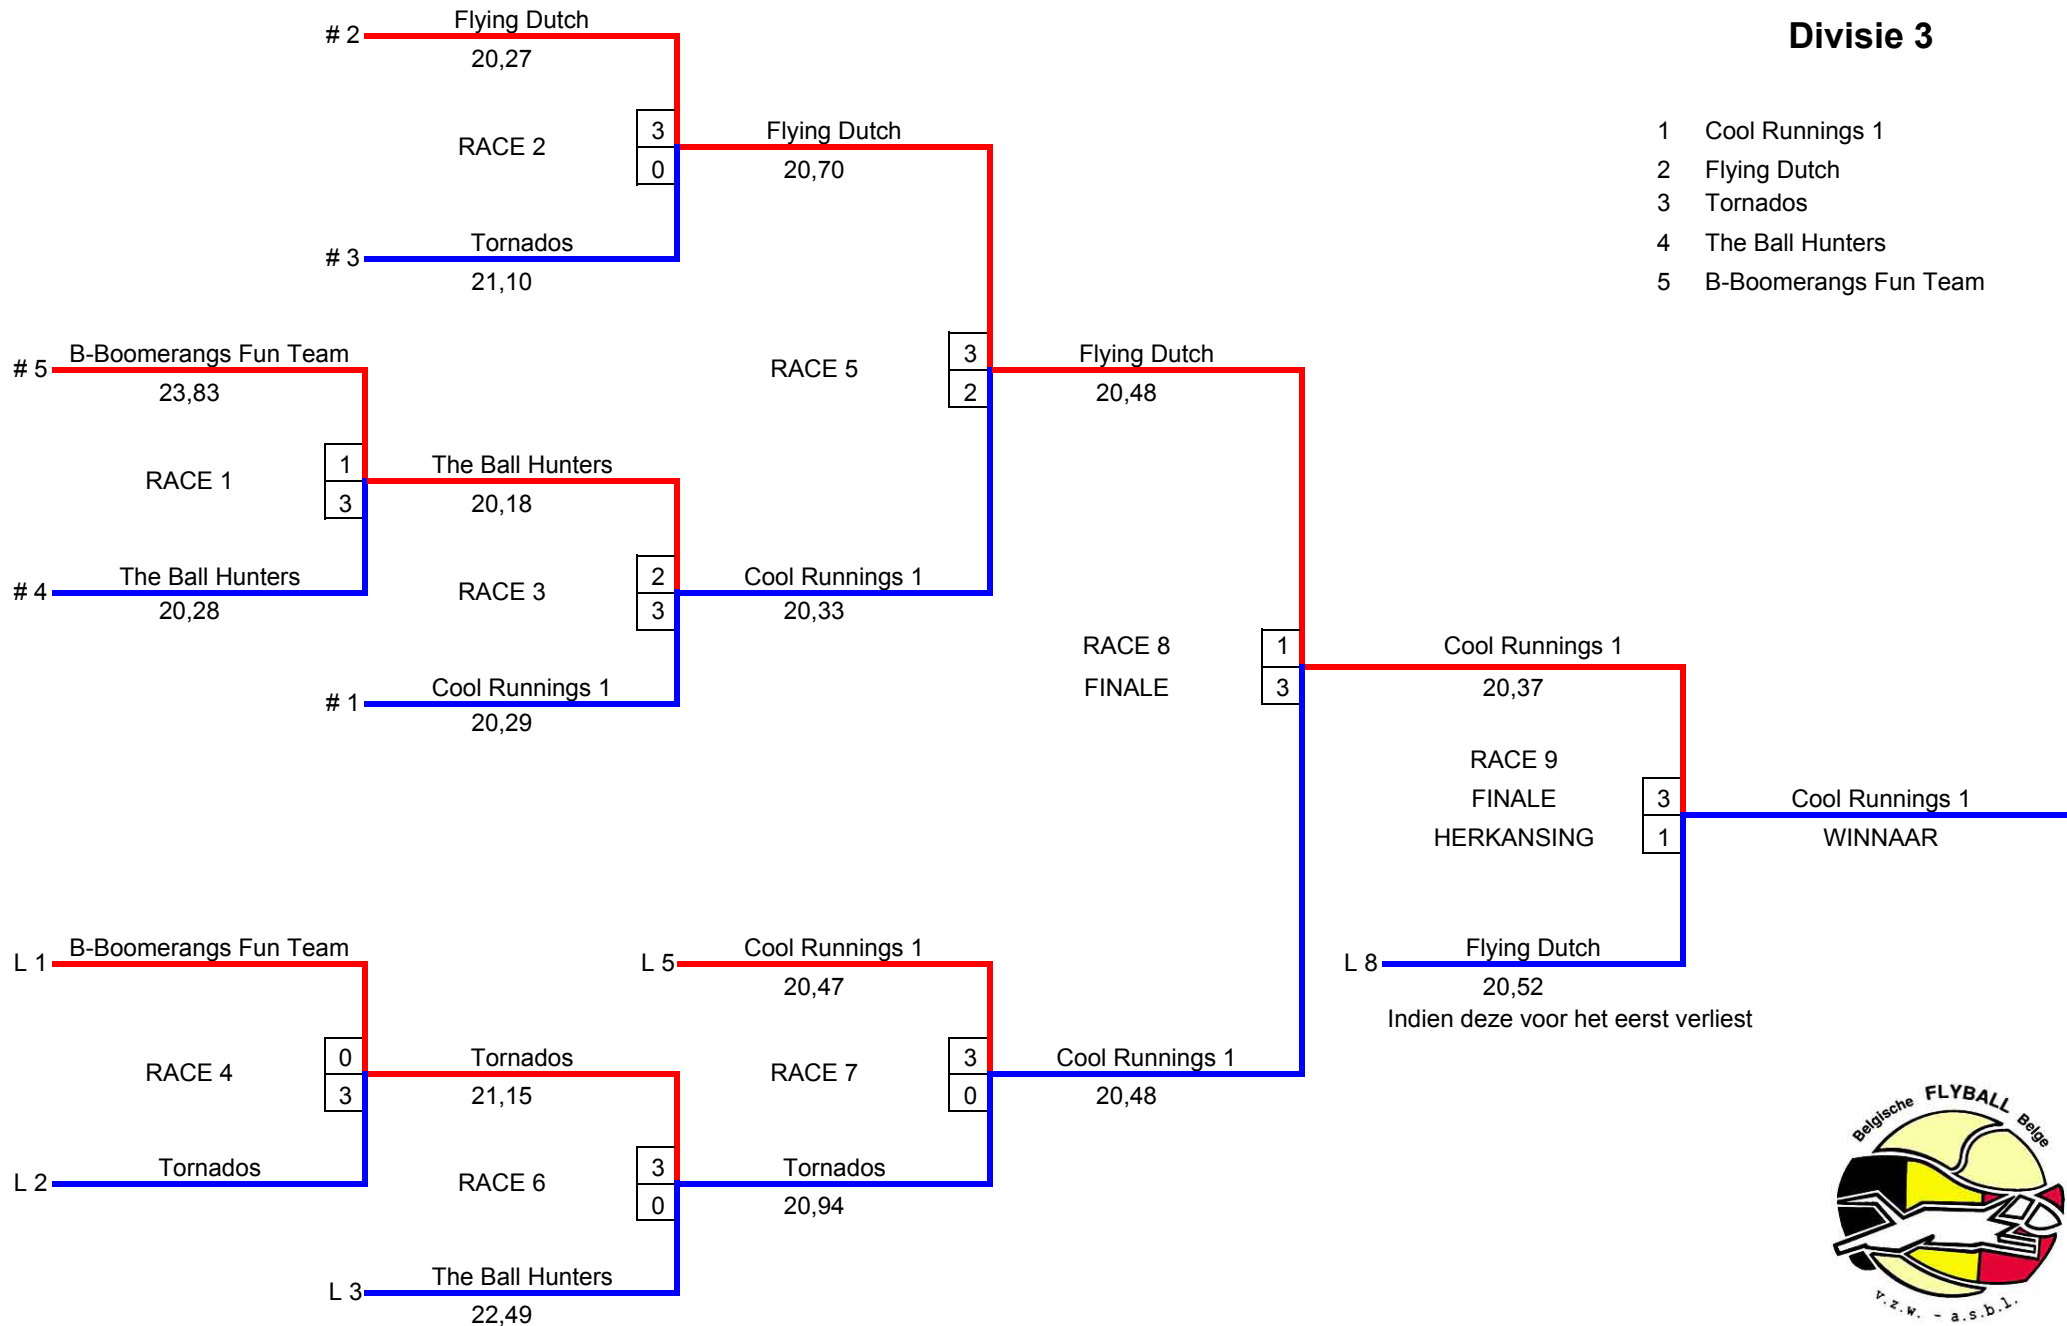 Divisie 3
1 Cool Runnings 1
2 Flying Dutch
3 Tornados
4 The Ball Hunters
5 B-Boomerangs Fun Team
# 2 Flying Dutch
20,27
RACE 2
3
0
# 3 Tornados
21,10
Flying Dutch
20,70
# 5 B-Boomerangs Fun Team
23,83
RACE 1
1
3
# 4 The Ball Hunters
20,28
The Ball Hunters
20,18
RACE 3
2
3
# 1 Cool Runnings 1
20,29
Cool Runnings 1
20,33
RACE 5
3
2
Flying Dutch
20,48
RACE 8
FINALE
1
3
Cool Runnings 1
20,37
RACE 9
FINALE
HERKANSING
3
1
Cool Runnings 1
WINNAAR
L 8 Flying Dutch
20,52
Indien deze voor het eerst verliest
L 1 B-Boomerangs Fun Team
RACE 4
0
3
L 2 Tornados
Tornados
21,15
RACE 6
3
0
L 3 The Ball Hunters
22,49
L 5 Cool Runnings 1
20,47
RACE 7
3
0
Tornados
20,94
Cool Runnings 1
20,48
Belgische FLYBALL Belge
v.z.w. - a.s.b.l.